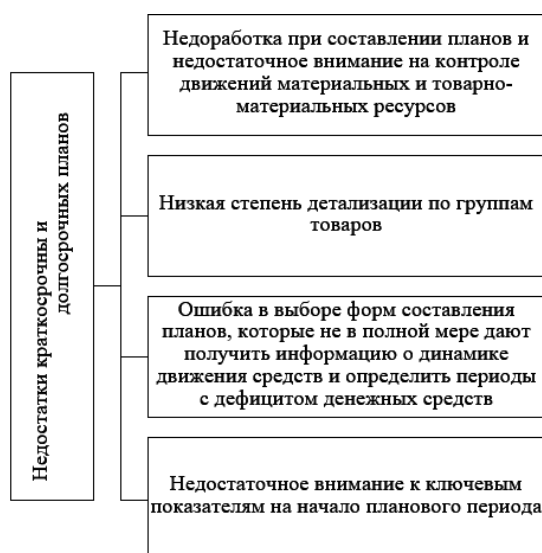 Недостатки краткосрочны и
долгосрочных планов
Недоработка при составлении планов и
недостаточное внимание на контроле
движений материальных и товарно-
материальных ресурсов
Низкая степень детализации по группам
товаров
Ошибка в выборе форм составления
планов, которые не в полной мере дают
получить информацию о динамике
движения средств и определить периоды
с дефицитом денежных средств
Недостаточное внимание к ключевым
показателям на начало планового периода